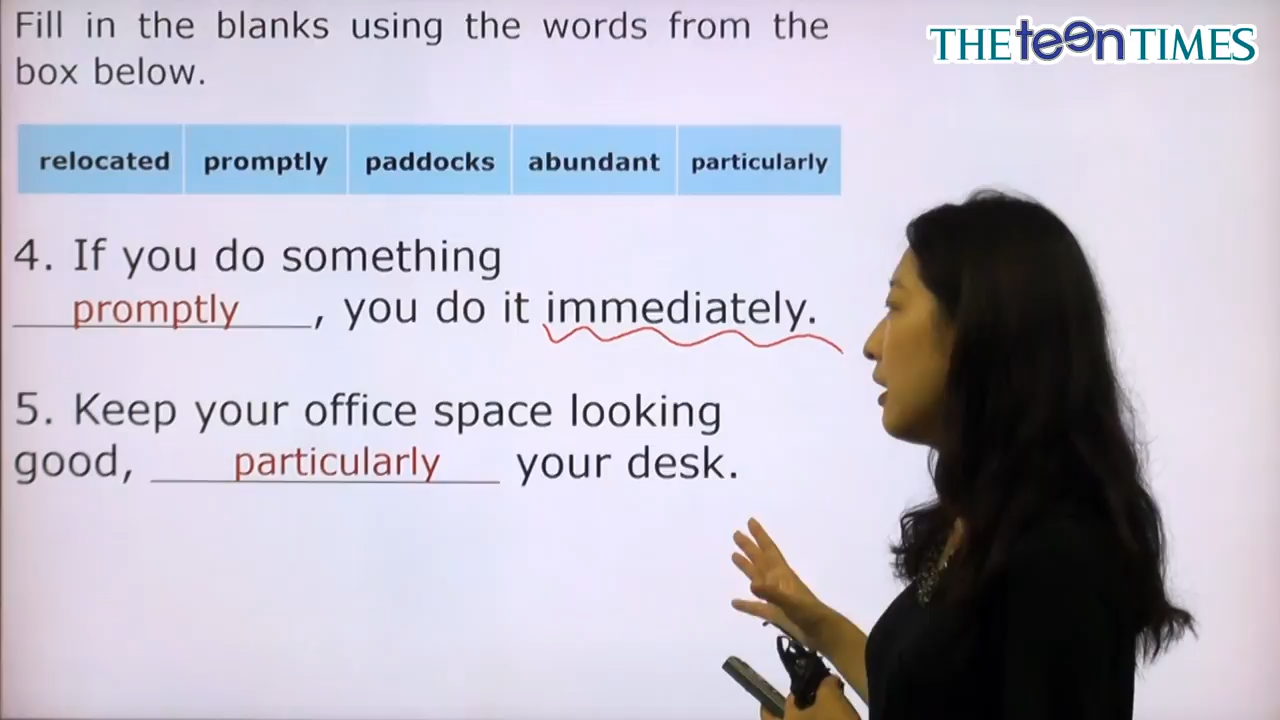 Fill in the blanks using the words from the
box below.
THE teen TIMES
relocated promptly paddocks abundant particularly
4. If you do something
promptly, you do it immediately.
5. Keep your office space looking
good, particularly your desk.